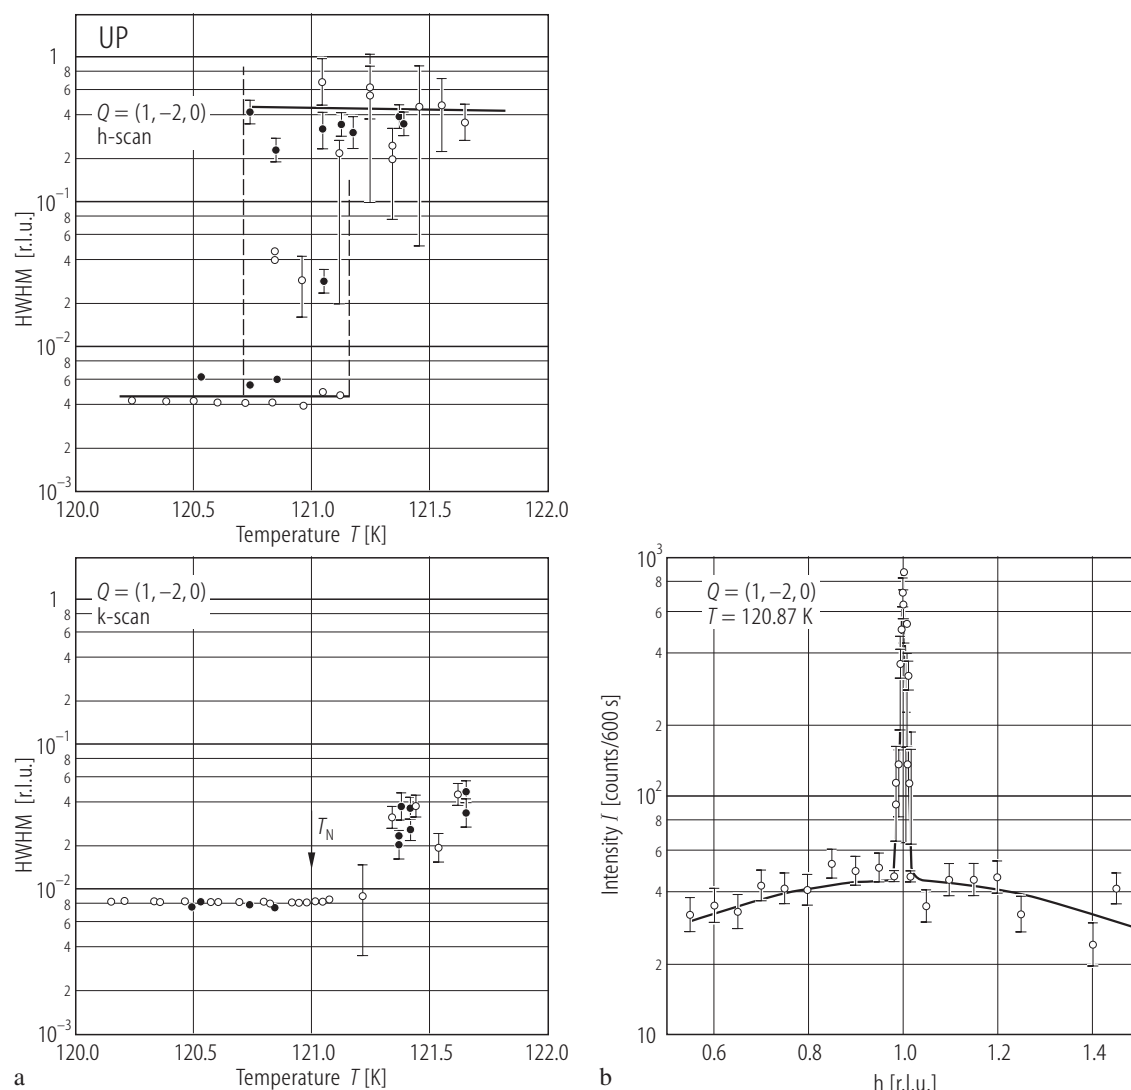 UP
Q = (1, –2, 0)
h-scan
HWHM [r.l.u.]
1
8
6
4
2
10⁻¹
8
6
4
2
10⁻²
8
6
4
2
10⁻³
120.0 120.5 121.0 121.5 122.0
Temperature T [K]
Q = (1, –2, 0)
k-scan
T_N
HWHM [r.l.u.]
1
8
6
4
2
10⁻¹
8
6
4
2
10⁻²
8
6
4
2
10⁻³
120.0 120.5 121.0 121.5 122.0
Temperature T [K]
a
Q = (1, –2, 0)
T = 120.87 K
Intensity I [counts/600 s]
10³
8
6
4
2
10²
8
6
4
2
10
0.6 0.8 1.0 1.2 1.4
h [r.l.u.]
b